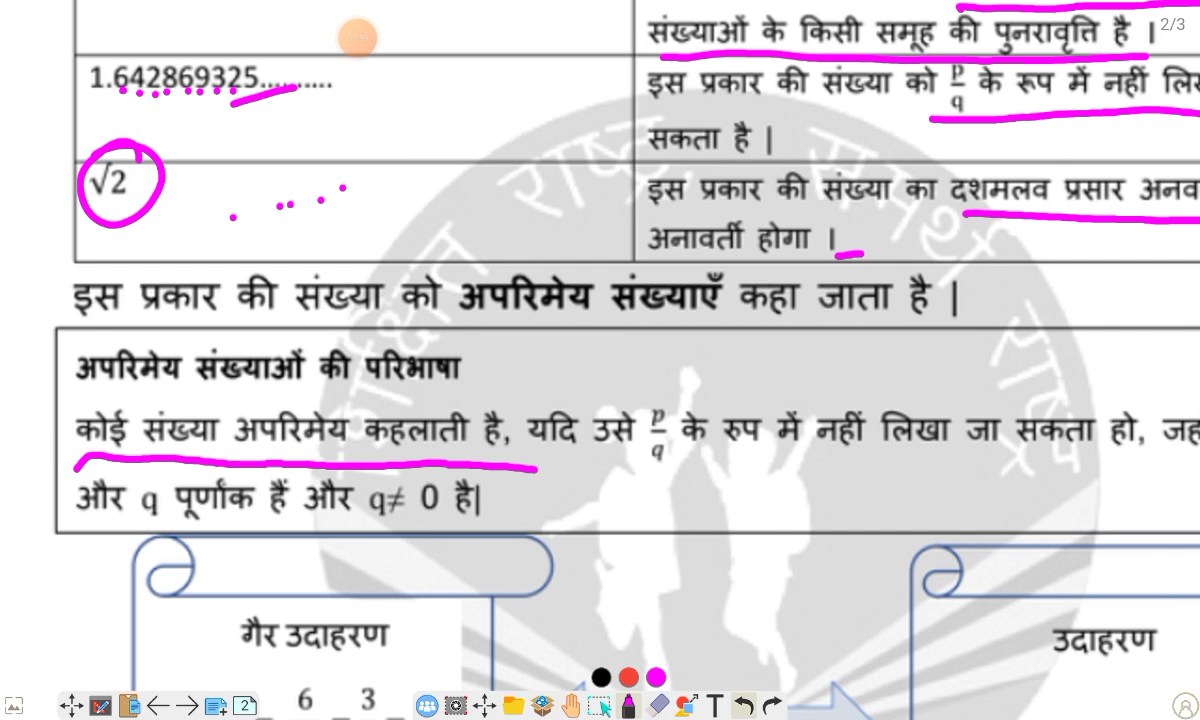 संख्याओं के किसी समूह की पुनरावृत्ति है |
2/3
1.642869325..........
इस प्रकार की संख्या को p/q के रूप में नहीं
सकता है |
√2
इस प्रकार की संख्या का दशमलव प्रसार
अनावर्ती होगा |
इस प्रकार की संख्या को अपरिमेय संख्याएँ कहा जाता है |
अपरिमेय संख्याओं की परिभाषा
कोई संख्या अपरिमेय कहलाती है, यदि उसे p/q के रुप में नहीं लिखा जा सकता हो,
और q पूर्णांक हैं और q≠ 0 है|
गैर उदाहरण
उदाहरण
6 3
2
T
राष्ट्र
समर्थ